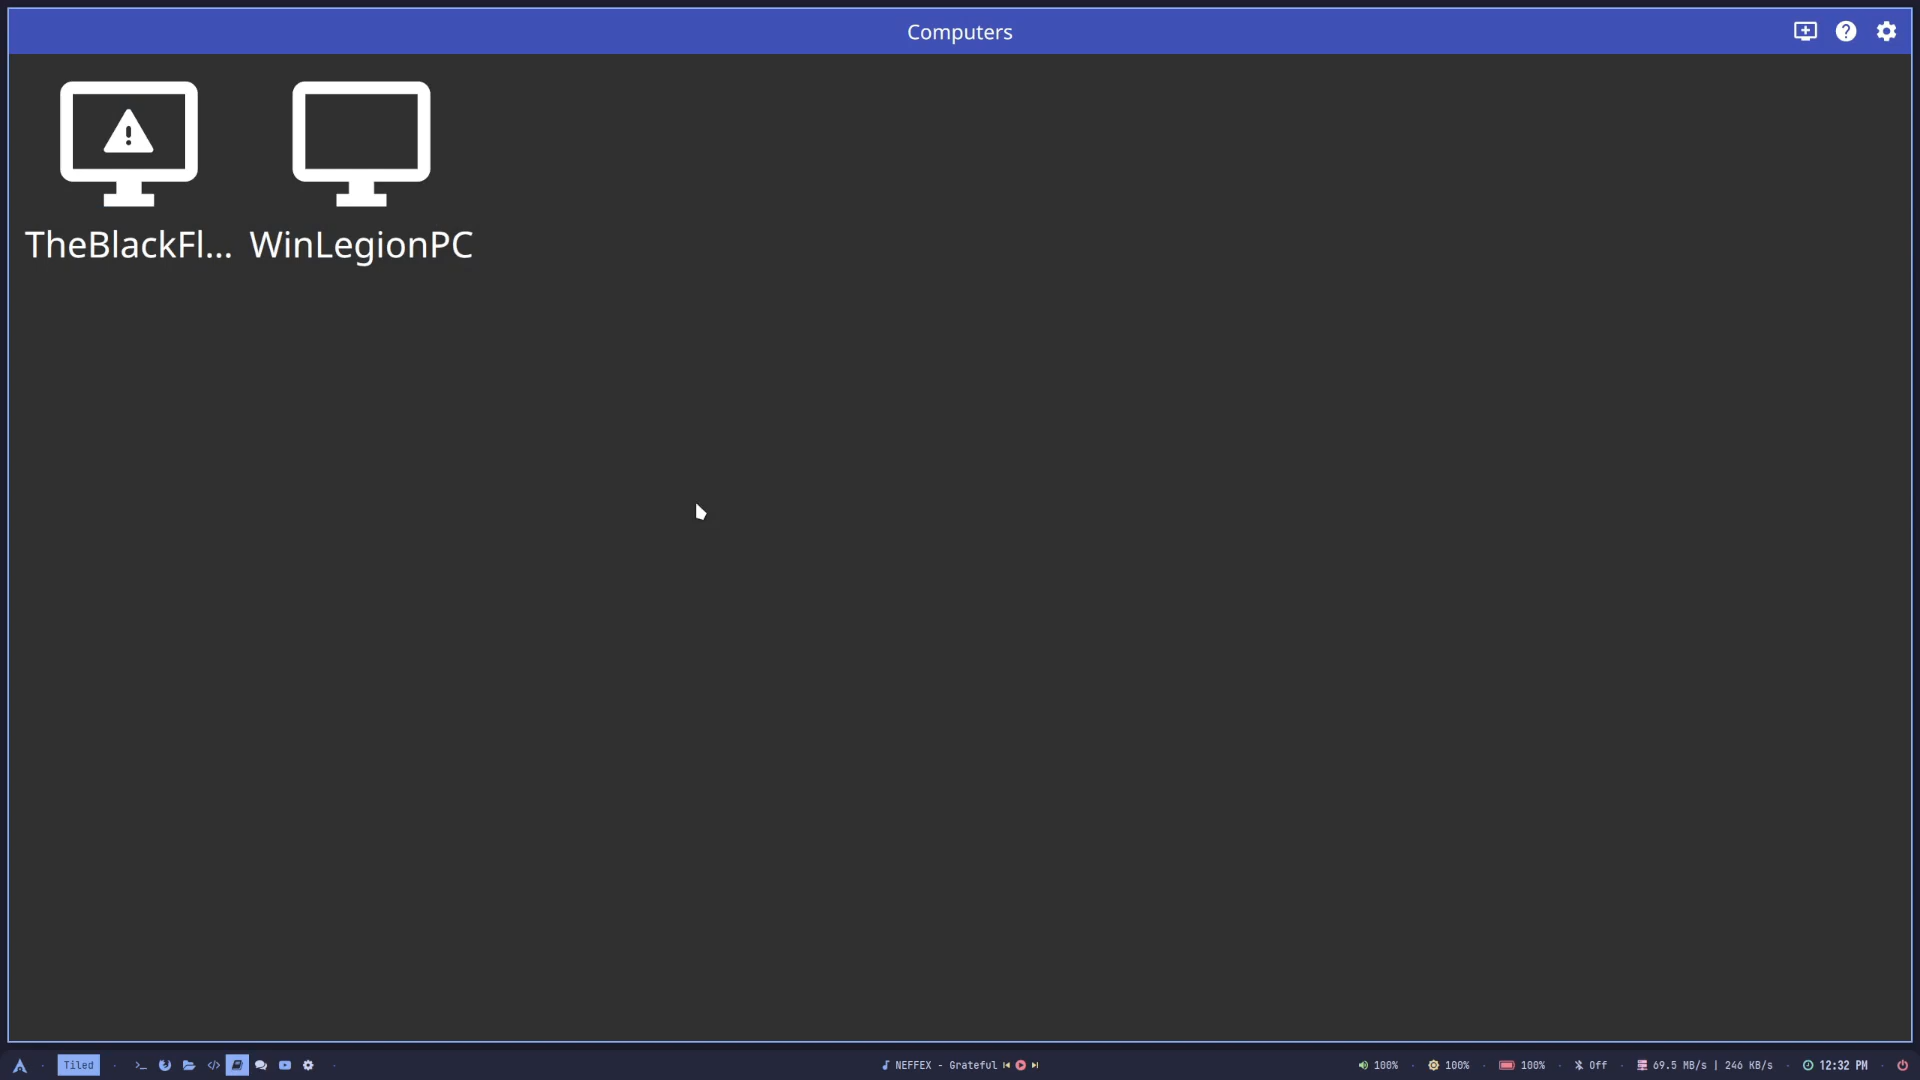 Computers
TheBlackFl... WinLegionPC
Tiled
NEFFEX - Grateful
100%
100%
100%
Off
69.5 MB/s | 246 KB/s
12:32 PM